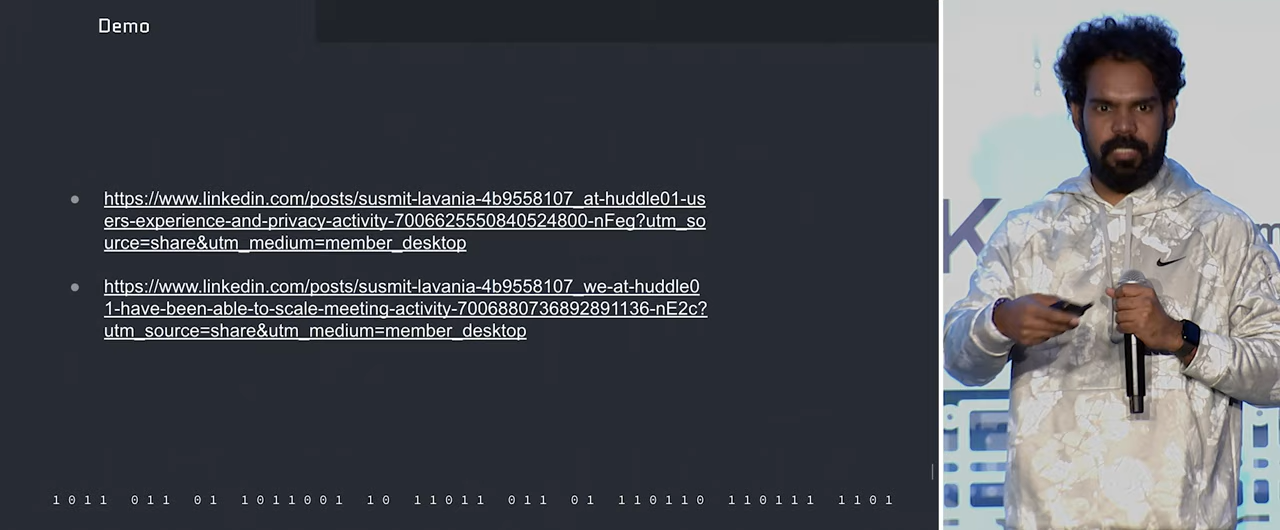 Demo
https://www.linkedin.com/posts/susmit-lavania-4b9558107_at-huddle01-us
ers-experience-and-privacy-activity-7006625550840524800-nFeg?utm_so
urce=share&utm_medium=member_desktop
https://www.linkedin.com/posts/susmit-lavania-4b9558107_we-at-huddle0
1-have-been-able-to-scale-meeting-activity-7006880736892891136-nE2c?
utm_source=share&utm_medium=member_desktop
1011 011 01 1011001 10 11011 011 01 110110 110111 1101
K